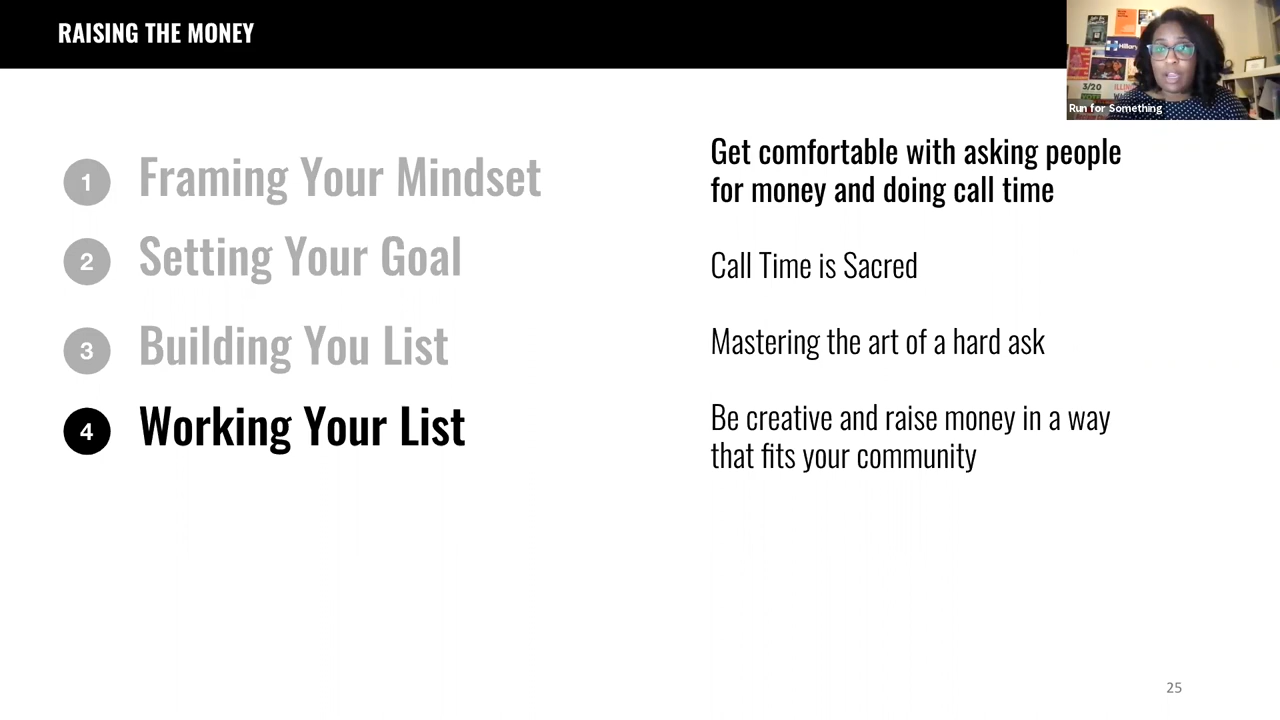 RAISING THE MONEY
Hillary
3/20
VOTE
Run for Something
1 Framing Your Mindset
2 Setting Your Goal
3 Building You List
4 Working Your List
Get comfortable with asking people
for money and doing call time
Call Time is Sacred
Mastering the art of a hard ask
Be creative and raise money in a way
that fits your community
25